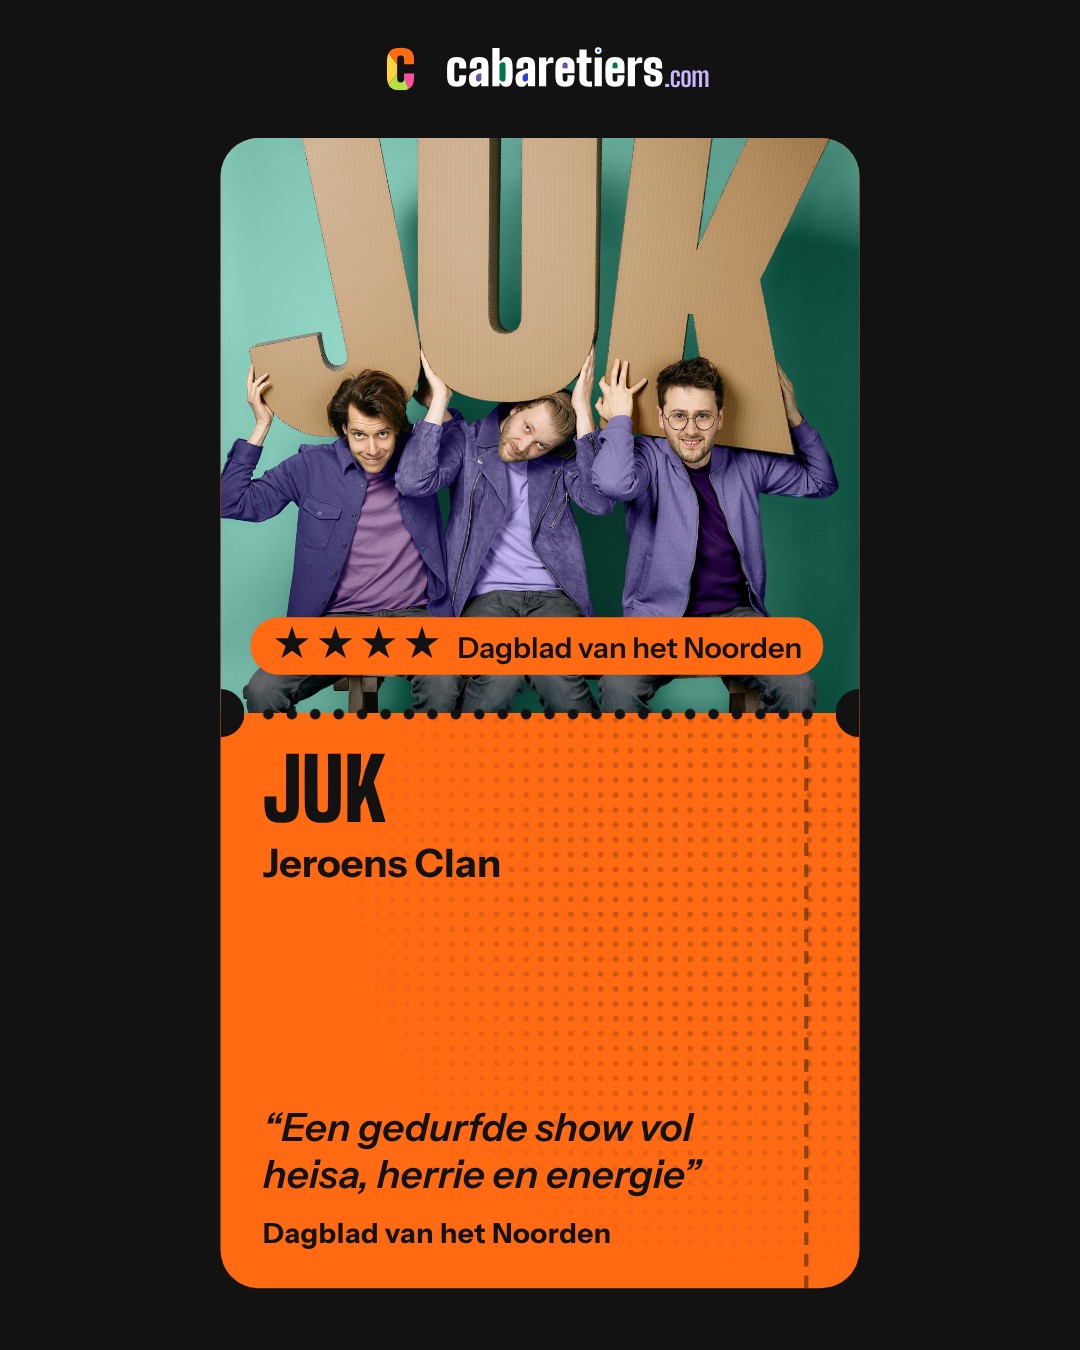 cabaretiers.com
JUK
★★★★ Dagblad van het Noorden
JUK
Jeroens Clan
“Een gedurfde show vol
heisa, herrie en energie”
Dagblad van het Noorden